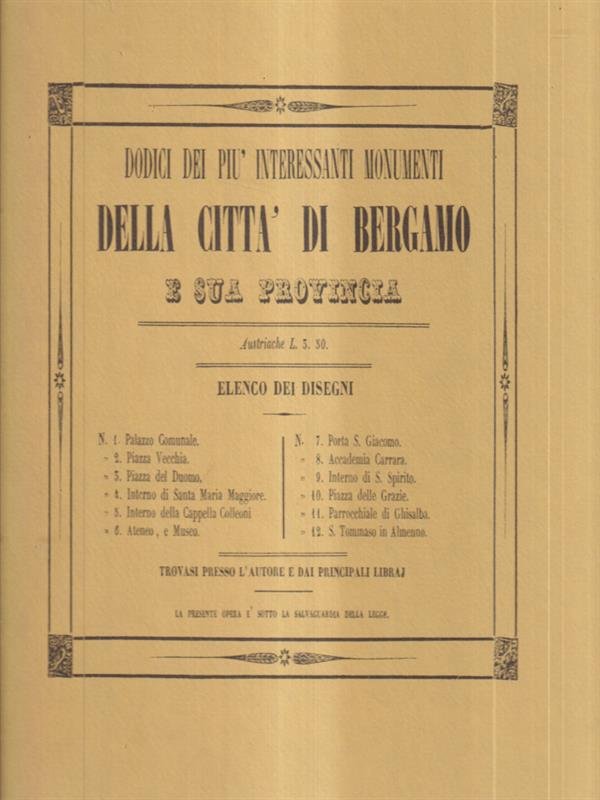 DODICI DEI PIU' INTERESSANTI MONUMENTI
DELLA CITTA' DI BERGAMO
E SUA PROVINCIA
Austriache L. 3. 30.
ELENCO DEI DISEGNI
N. 1. Palazzo Comunale.
" 2. Piazza Vecchia.
" 3. Piazza del Duomo,
" 4. Interno di Santa Maria Maggiore.
" 5. Interno della Cappella Colleoni
" 6. Ateneo, e Museo.
N. 7. Porta S. Giacomo.
" 8. Accademia Carrara.
" 9. Interno di S. Spirito.
" 10. Piazza delle Grazie.
" 11. Parrocchiale di Ghisalba.
" 12. S. Tommaso in Almenno.
TROVASI PRESSO L'AUTORE E DAI PRINCIPALI LIBRAJ
LA PRESENTE OPERA E' SOTTO LA SALVAGUARDIA DELLA LEGGE.